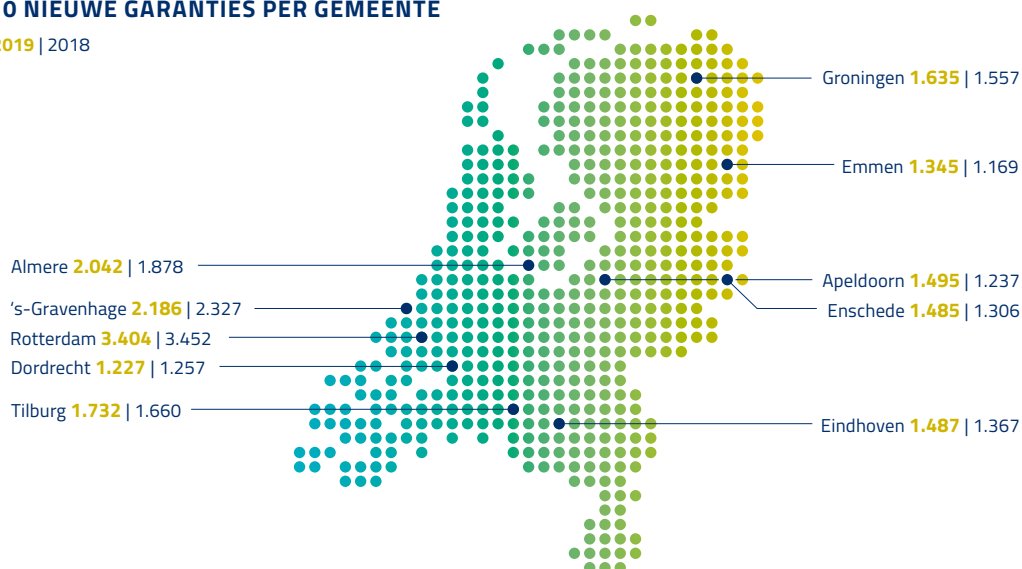 0 NIEUWE GARANTIES PER GEMEENTE
2019 | 2018
Groningen 1.635 | 1.557
Emmen 1.345 | 1.169
Almere 2.042 | 1.878
Apeldoorn 1.495 | 1.237
's-Gravenhage 2.186 | 2.327
Enschede 1.485 | 1.306
Rotterdam 3.404 | 3.452
Dordrecht 1.227 | 1.257
Tilburg 1.732 | 1.660
Eindhoven 1.487 | 1.367